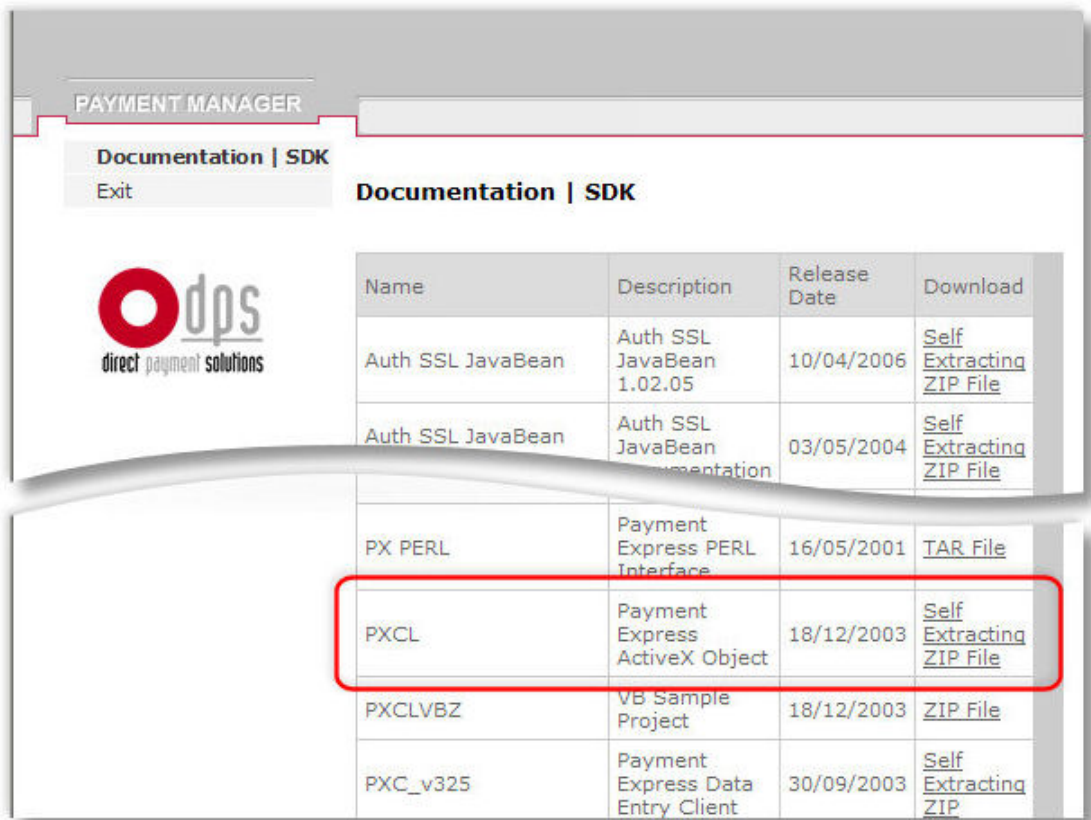 PAYMENT MANAGER
Documentation | SDK
Exit
Documentation | SDK
dps
direct payment solutions
Name Description Release Date Download
Auth SSL JavaBean Auth SSL JavaBean 1.02.05 10/04/2006 Self Extracting ZIP File
Auth SSL JavaBean Auth SSL JavaBean 03/05/2004 Self Extracting ZIP File
PX PERL Payment Express PERL Interface 16/05/2001 TAR File
PXCL Payment Express ActiveX Object 18/12/2003 Self Extracting ZIP File
PXCLVBZ VB Sample Project 18/12/2003 ZIP File
PXC_v325 Payment Express Data Entry Client 30/09/2003 Self Extracting ZIP